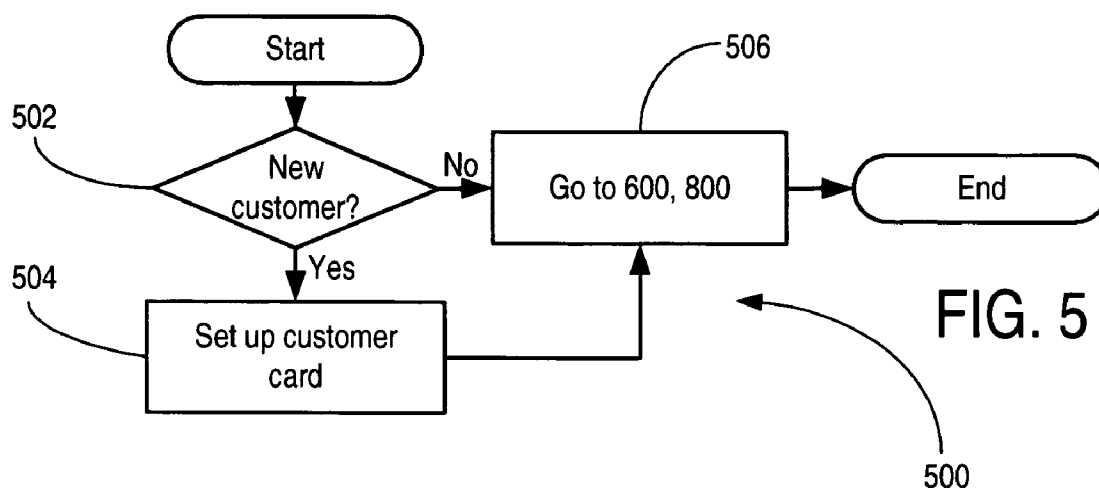 Start
506
502
New
customer?
No
Go to 600, 800
End
Yes
504
Set up customer
card
FIG. 5
500